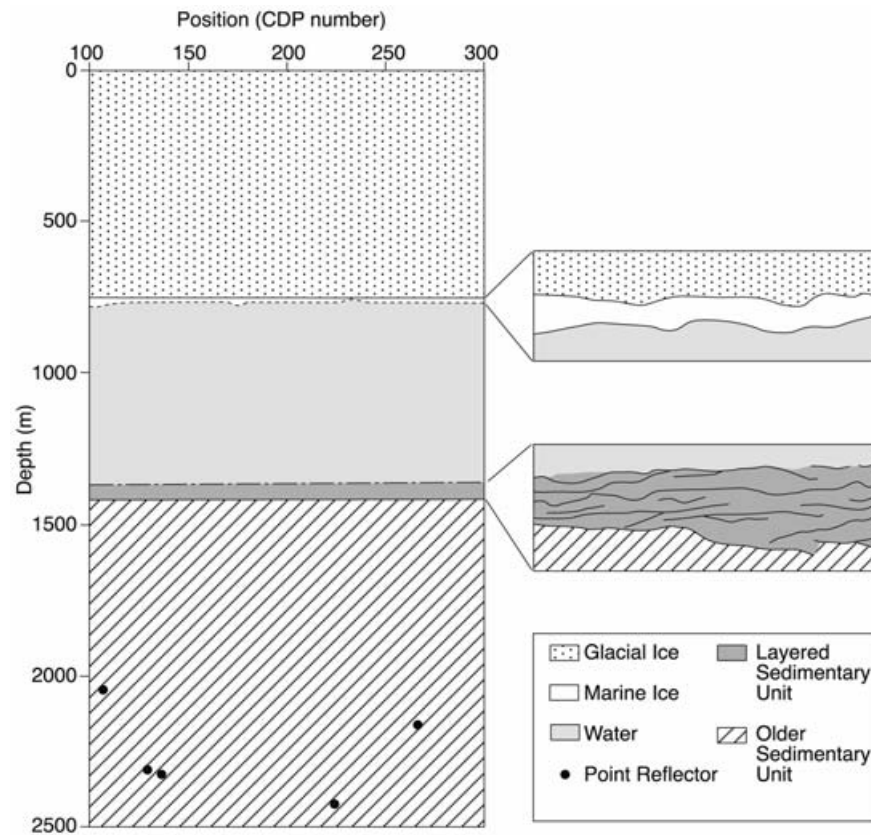 Position (CDP number)
100 150 200 250 300
0
500
1000
1500
2000
2500
Depth (m)
Glacial Ice
Marine Ice
Water
Point Reflector
Layered
Sedimentary
Unit
Older
Sedimentary
Unit